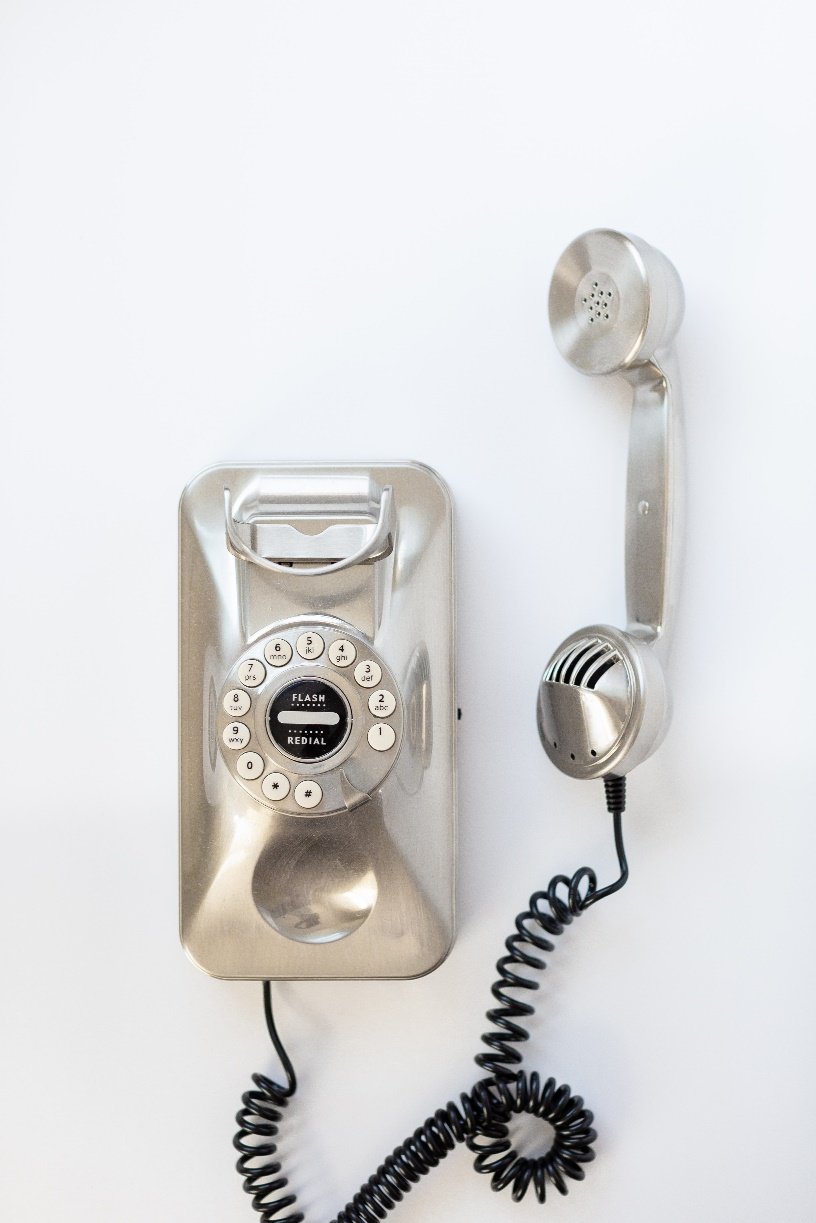 5
jkl
6
mno
4
ghi
7
prs
3
def
8
tuv
FLASH
2
abc
9
wxy
REDIAL
1
0
*
#